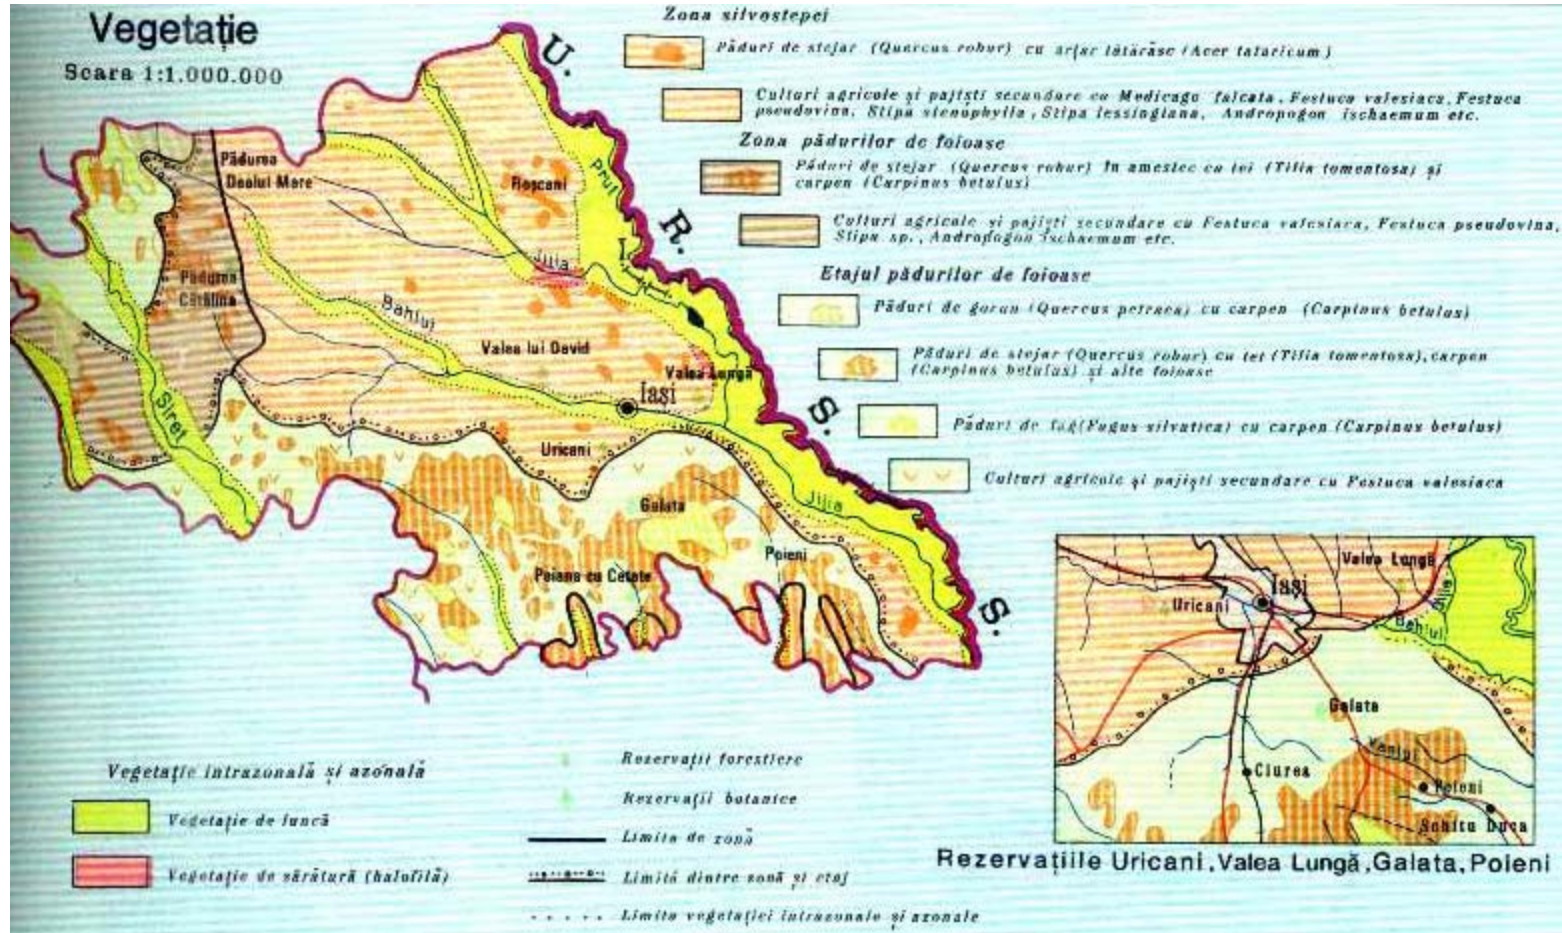 Vegetație
Scara 1:1.000.000
Zona silvostepei
Păduri de stejar (Quercus robur) cu arțar tătărăsc (Acer tataricum)
Culturi agricole și pajiști secundare cu Medicago falcata, Festuca valesiaca, Festuca
pseudovina, Stipa stenophylla, Stipa lessingiana, Andropogon ischaemum etc.
Zona pădurilor de foioase
Păduri de stejar (Quercus robur) în amestec cu tei (Tilia tomentosa) și
carpen (Carpinus betulus)
Culturi agricole și pajiști secundare cu Festuca valesiaca, Festuca pseudovina,
Stipa sp., Andropogon ischaemum etc.
Etajul pădurilor de foioase
Păduri de gorun (Quercus petraea) cu carpen (Carpinus betulus)
Păduri de stejar (Quercus robur) cu tei (Tilia tomentosa), carpen
(Carpinus betulus) și alte foioase
Păduri de fag (Fagus silvatica) cu carpen (Carpinus betulus)
Culturi agricole și pajiști secundare cu Festuca valesiaca
U.
R.
S.
S.
Pădurea
Dealul Mare
Roșcani
Prut
Jijia
Pădurea
Cătălina
Bahlui
Valea lui David
Valea Lungă
Iași
Siret
Uricani
Jijia
Galata
Poieni
Poiana cu Cetate
Valea Lungă
Iași
Uricani
Jijia
Bahlui
Galata
Ciurea
Poieni
Schitu Duca
Rezervațiile Uricani, Valea Lungă, Galata, Poieni
Vegetație intrazonală și azonală
Vegetație de luncă
Vegetație de sărătură (halofilă)
Rezervații forestiere
Rezervații botanice
Limita de zonă
Limită dintre zonă și etaj
Limita vegetației intrazonale și azonale